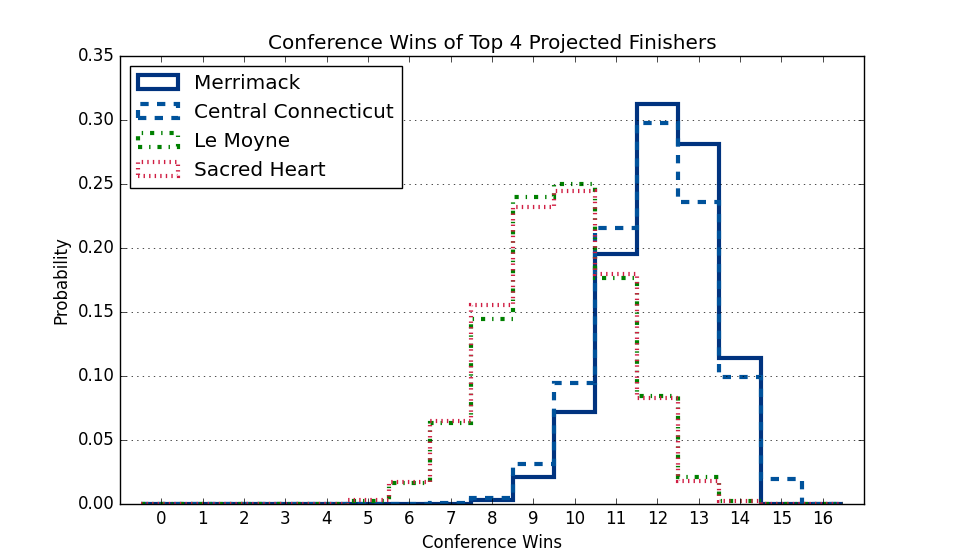 Conference Wins of Top 4 Projected Finishers
0.35
0.30
0.25
0.20
0.15
0.10
0.05
0.00
Probability
Merrimack
Central Connecticut
Le Moyne
Sacred Heart
0 1 2 3 4 5 6 7 8 9 10 11 12 13 14 15 16
Conference Wins